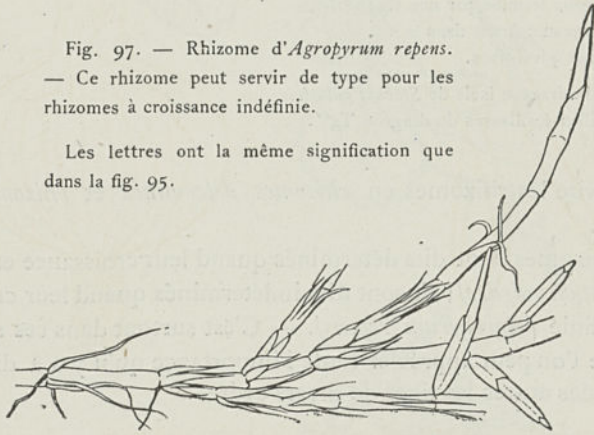 Fig. 97. — Rhizome d'Agropyrum repens.
— Ce rhizome peut servir de type pour les
rhizomes à croissance indéfinie.
Les lettres ont la même signification que
dans la fig. 95.